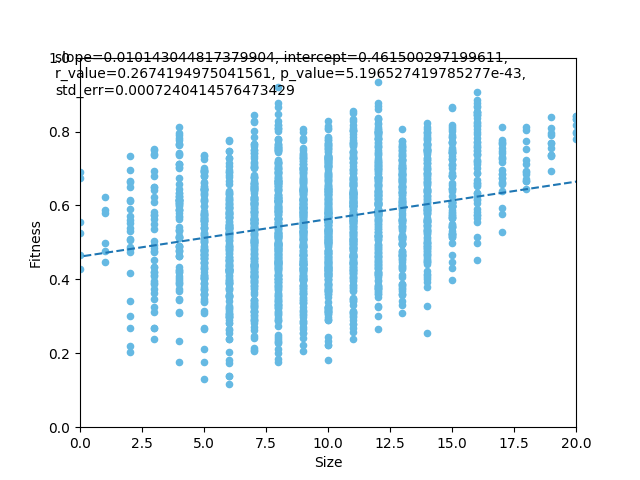 slope=0.010143044817379904, intercept=0.461500297199611,
r_value=0.2674194975041561, p_value=5.196527419785277e-43,
std_err=0.0007240414576473429
1.0
0.8
0.6
0.4
0.2
0.0
Fitness
0.0 2.5 5.0 7.5 10.0 12.5 15.0 17.5 20.0
Size